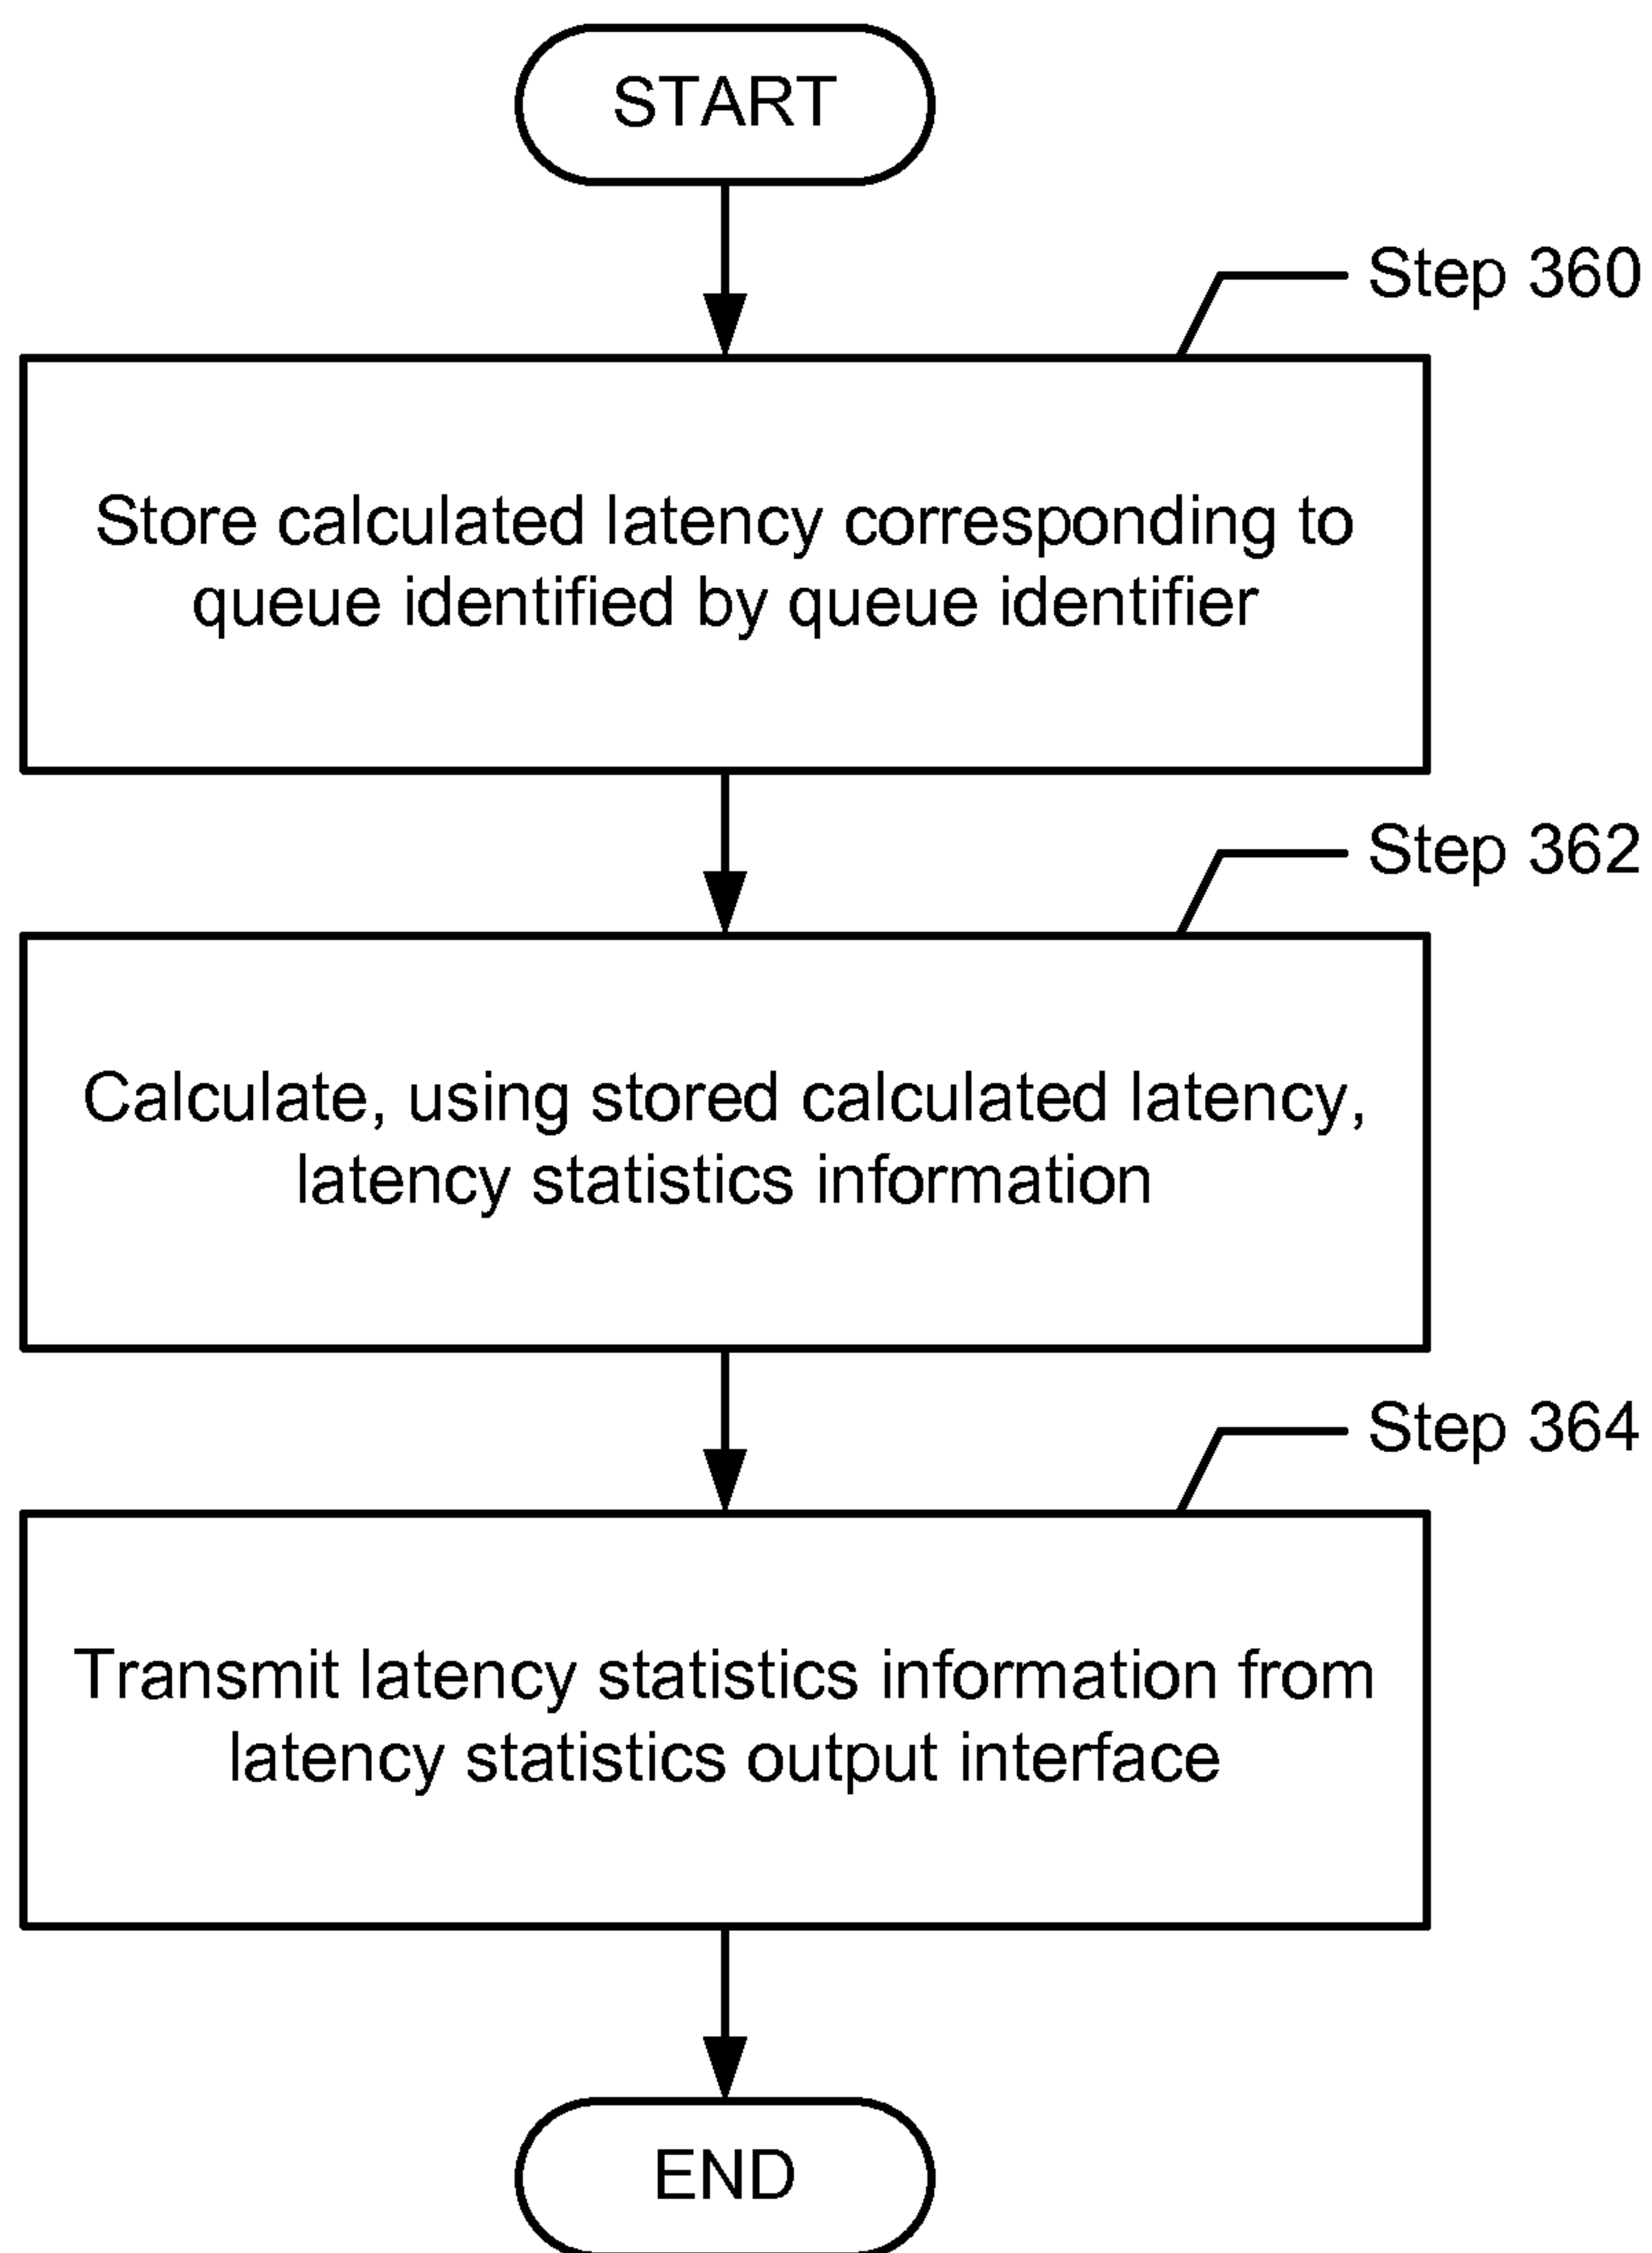 START
Step 360
Store calculated latency corresponding to
queue identified by queue identifier
Step 362
Calculate, using stored calculated latency,
latency statistics information
Step 364
Transmit latency statistics information from
latency statistics output interface
END